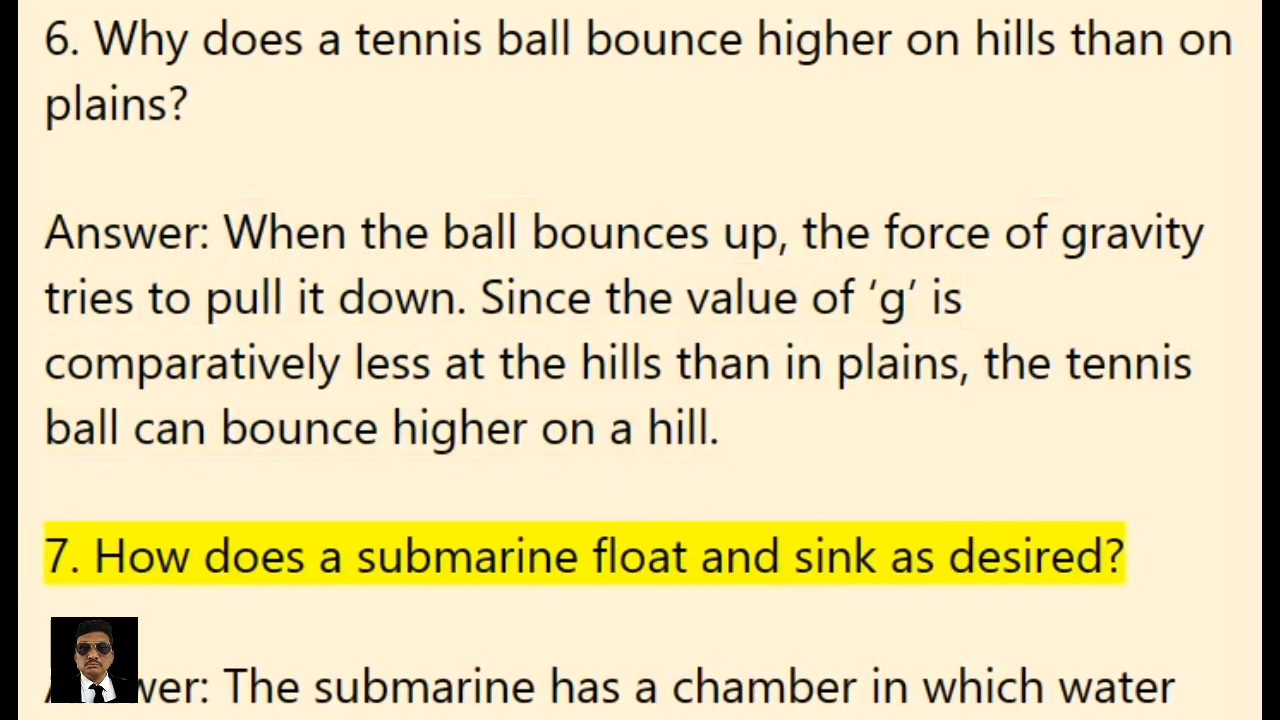 6. Why does a tennis ball bounce higher on hills than on
plains?
Answer: When the ball bounces up, the force of gravity
tries to pull it down. Since the value of ‘g’ is
comparatively less at the hills than in plains, the tennis
ball can bounce higher on a hill.
7. How does a submarine float and sink as desired?
The submarine has a chamber in which water